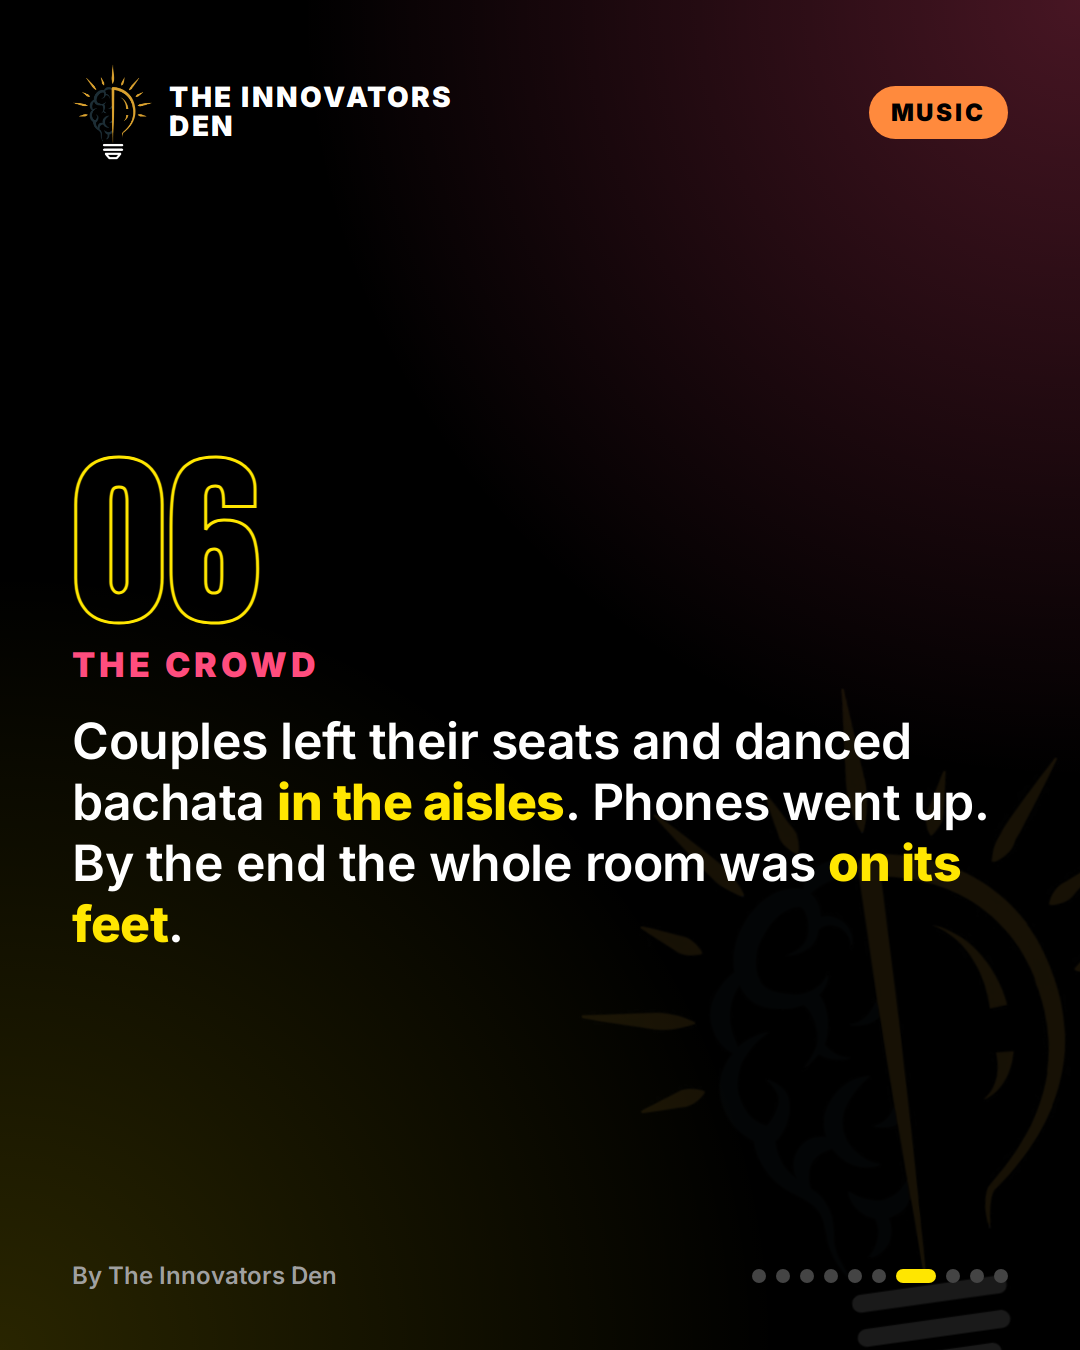 THE INNOVATORS
DEN
MUSIC
06
THE CROWD
Couples left their seats and danced
bachata in the aisles. Phones went up.
By the end the whole room was on its
feet.
By The Innovators Den